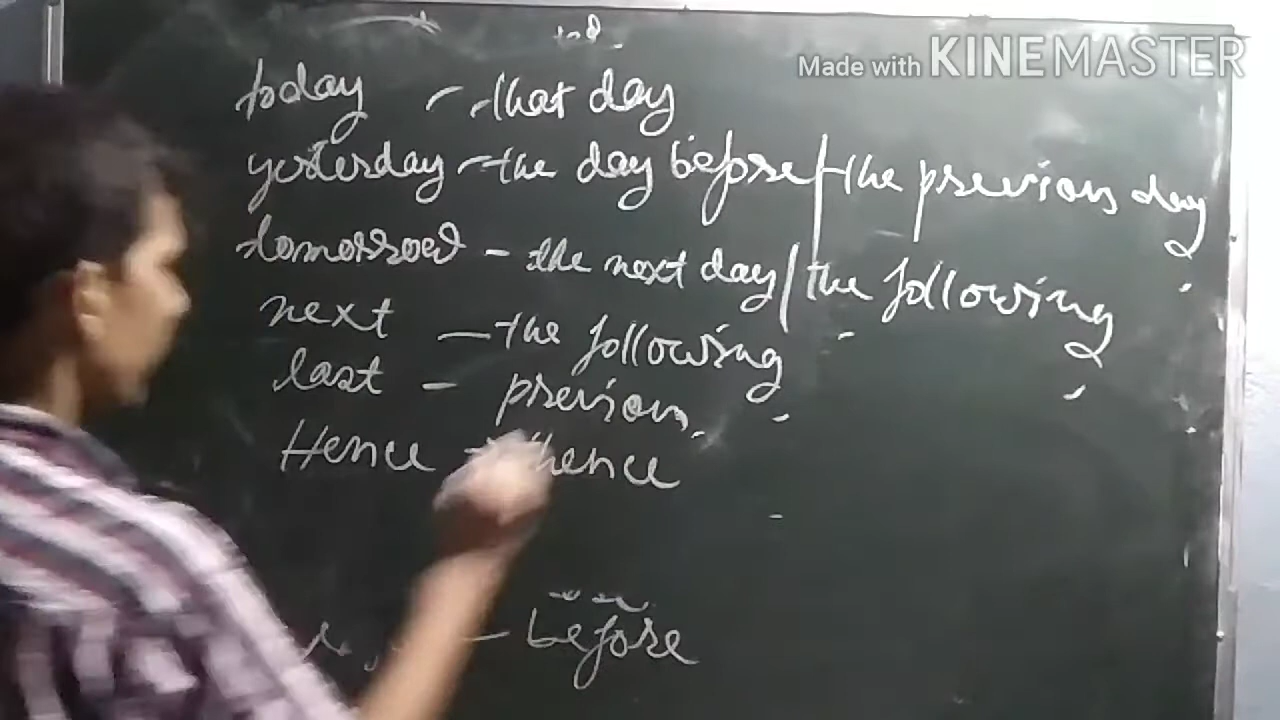 Made with KINEMASTER
today - that day
yesterday - the day before / the previous day
tomorrow - the next day / the following
next - the following
last - previous
Hence - thence
- before